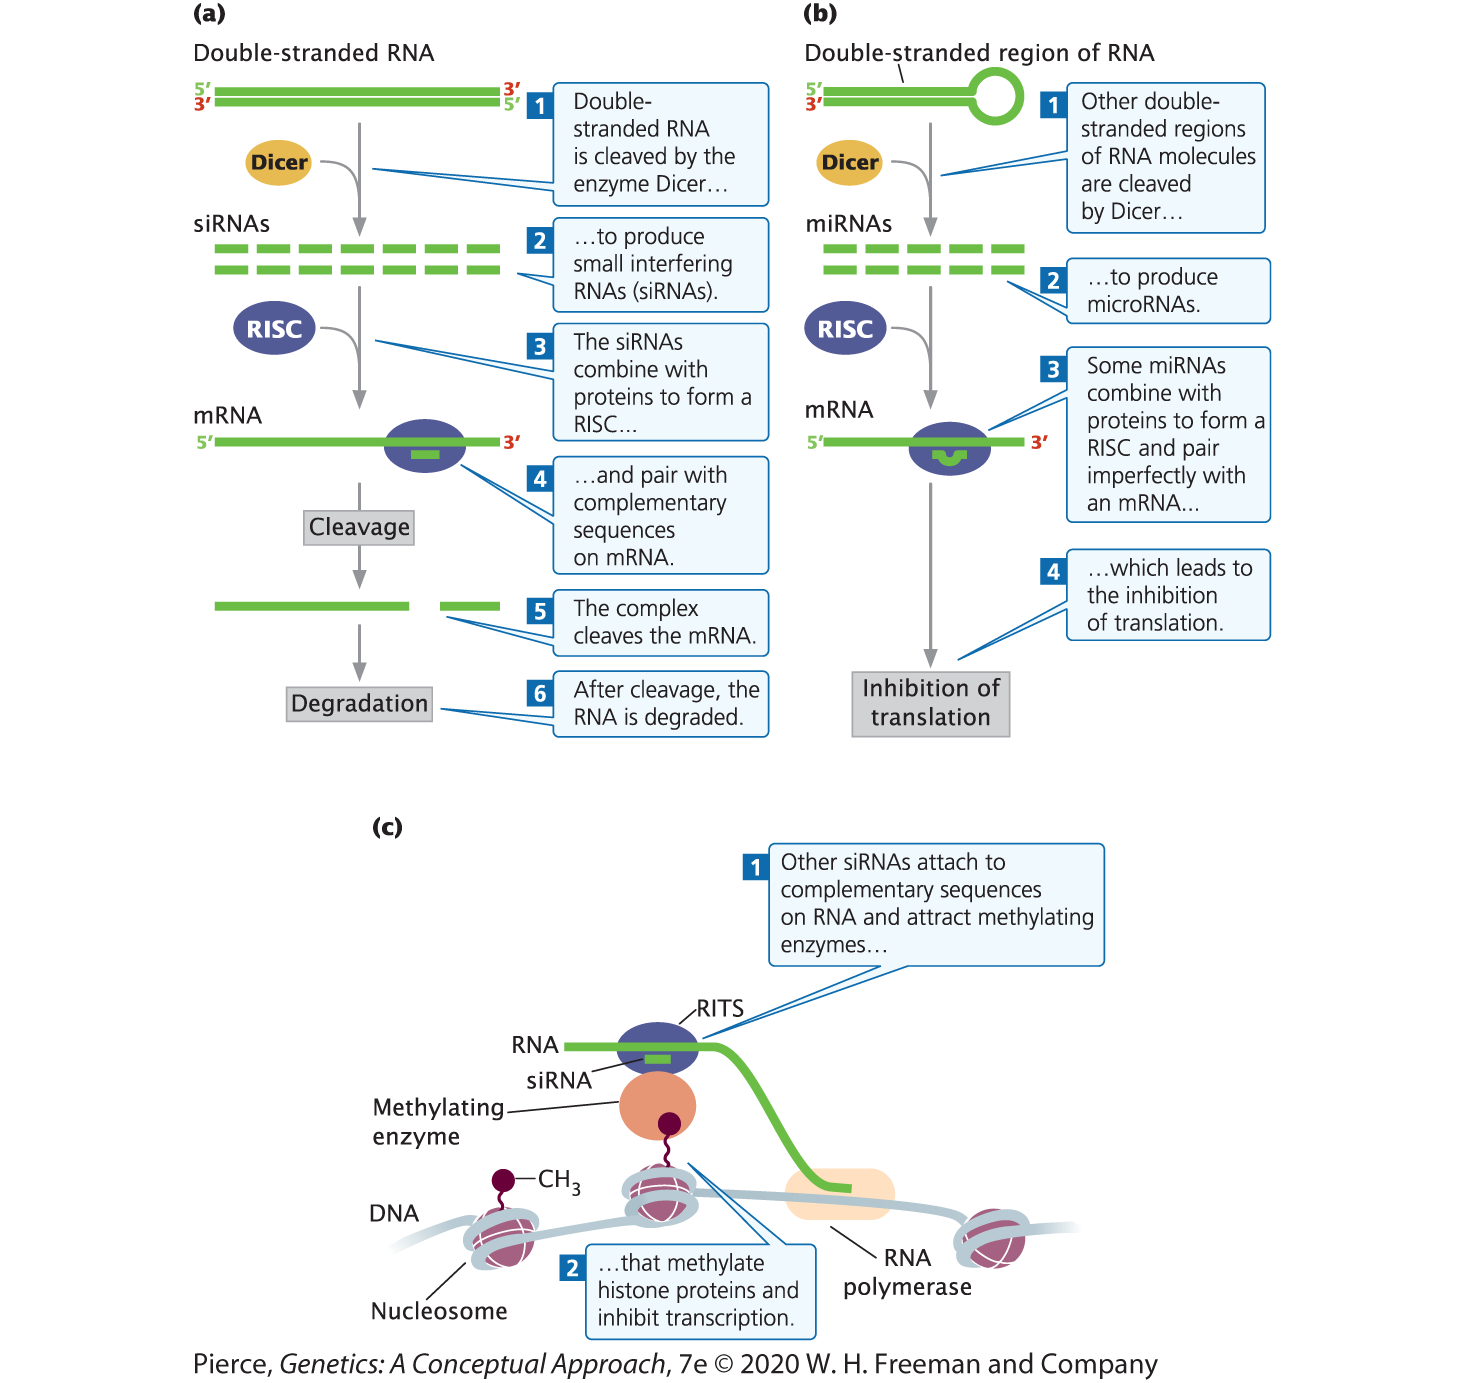 (a)
Double-stranded RNA
5′ 3′
3′ 5′
1 Double-
stranded RNA
is cleaved by the
enzyme Dicer…
Dicer
siRNAs
2 …to produce
small interfering
RNAs (siRNAs).
RISC
3 The siRNAs
combine with
proteins to form a
RISC…
mRNA
5′ 3′
4 …and pair with
complementary
sequences
on mRNA.
Cleavage
5 The complex
cleaves the mRNA.
Degradation
6 After cleavage, the
RNA is degraded.
(b)
Double-stranded region of RNA
5′
3′
1 Other double-
stranded regions
of RNA molecules
are cleaved
by Dicer…
Dicer
miRNAs
2 …to produce
microRNAs.
RISC
3 Some miRNAs
combine with
proteins to form a
RISC and pair
imperfectly with
an mRNA…
mRNA
5′ 3′
4 …which leads to
the inhibition
of translation.
Inhibition of
translation
(c)
1 Other siRNAs attach to
complementary sequences
on RNA and attract methylating
enzymes…
RITS
RNA
siRNA
Methylating
enzyme
CH3
DNA
Nucleosome
2 …that methylate
histone proteins and
inhibit transcription.
RNA
polymerase
Pierce, Genetics: A Conceptual Approach, 7e © 2020 W. H. Freeman and Company